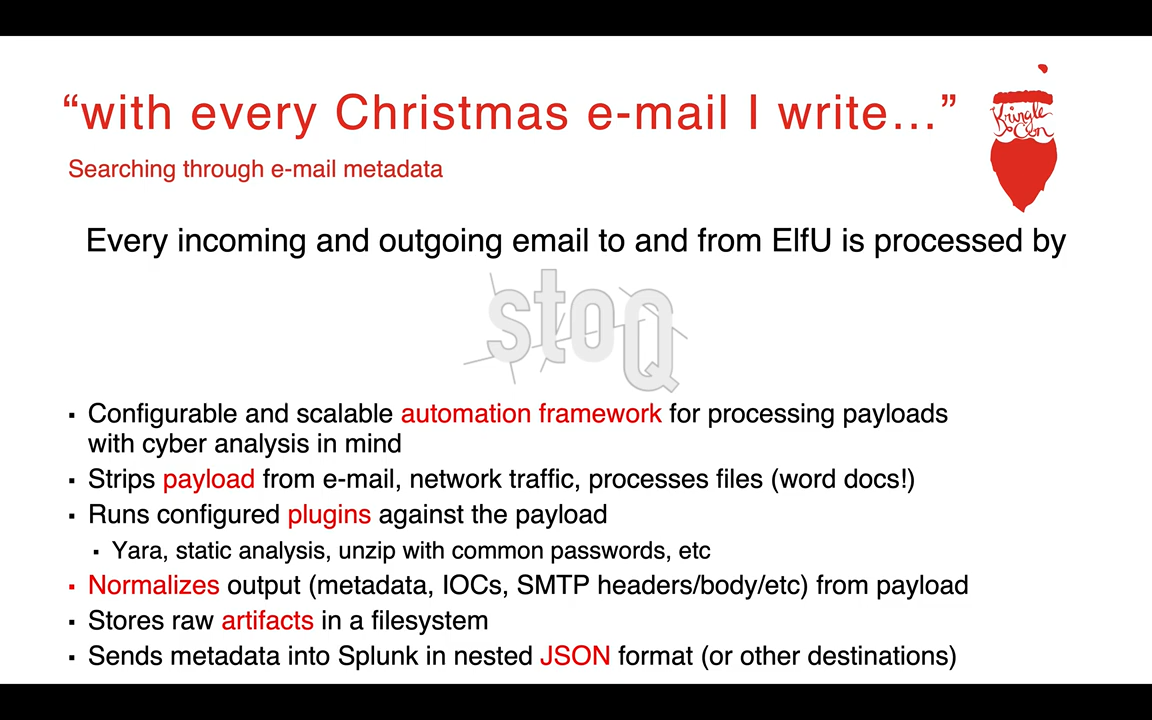 “with every Christmas e-mail I write…”
Kringle
Con
Searching through e-mail metadata
Every incoming and outgoing email to and from ElfU is processed by
stoQ
▪ Configurable and scalable automation framework for processing payloads
with cyber analysis in mind
▪ Strips payload from e-mail, network traffic, processes files (word docs!)
▪ Runs configured plugins against the payload
▪ Yara, static analysis, unzip with common passwords, etc
▪ Normalizes output (metadata, IOCs, SMTP headers/body/etc) from payload
▪ Stores raw artifacts in a filesystem
▪ Sends metadata into Splunk in nested JSON format (or other destinations)